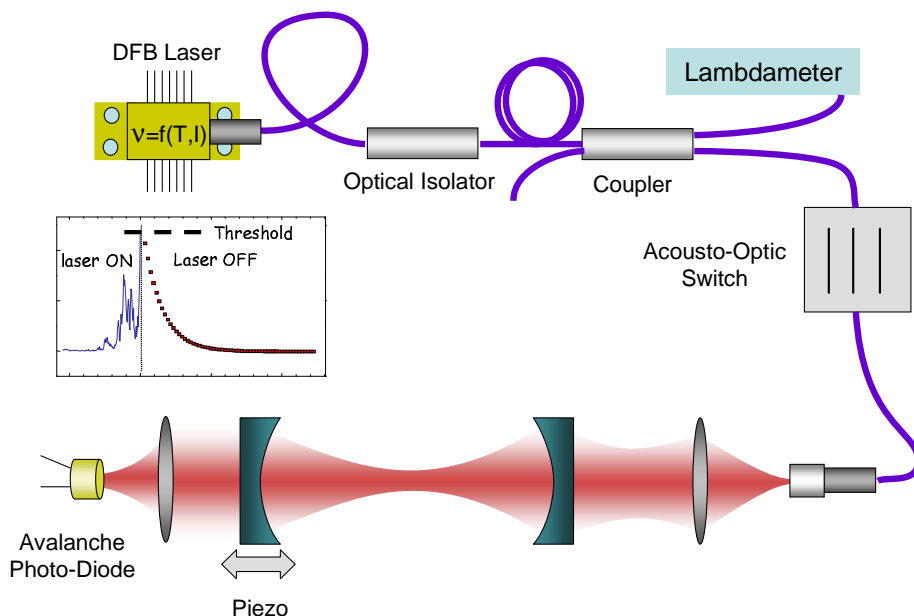 DFB Laser
Lambdameter
ν=f(T,I)
Optical Isolator
Coupler
Threshold
laser ON
Laser OFF
Acousto-Optic
Switch
Avalanche
Photo-Diode
Piezo